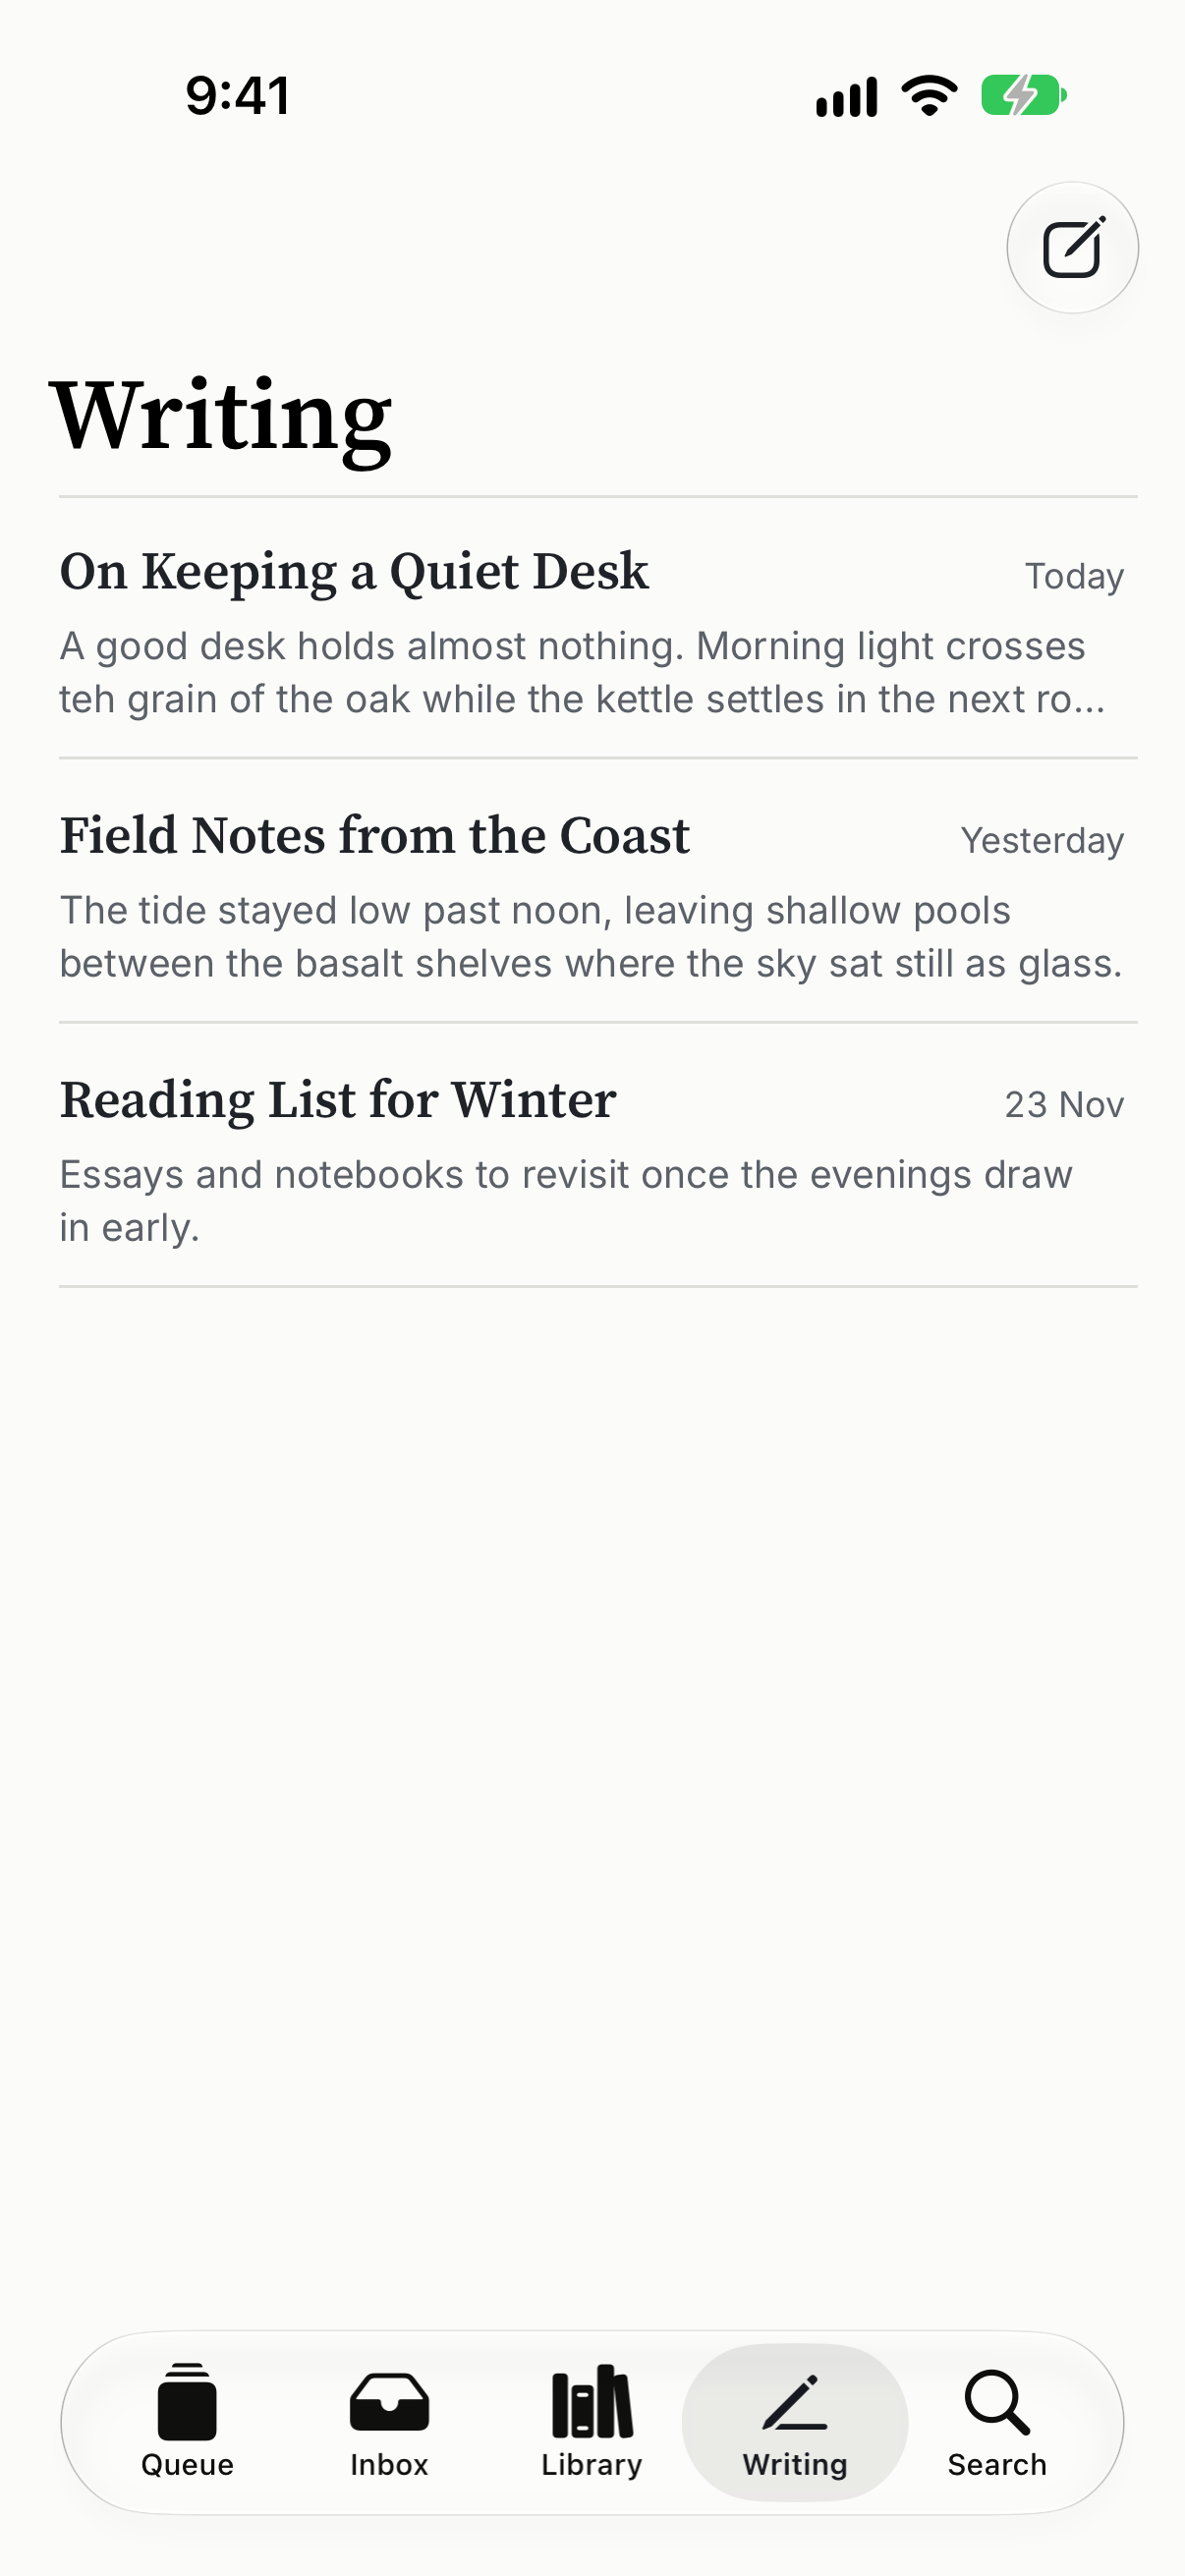 9:41
Writing
On Keeping a Quiet Desk Today
A good desk holds almost nothing. Morning light crosses
teh grain of the oak while the kettle settles in the next ro...
Field Notes from the Coast Yesterday
The tide stayed low past noon, leaving shallow pools
between the basalt shelves where the sky sat still as glass.
Reading List for Winter 23 Nov
Essays and notebooks to revisit once the evenings draw
in early.
Queue Inbox Library Writing Search